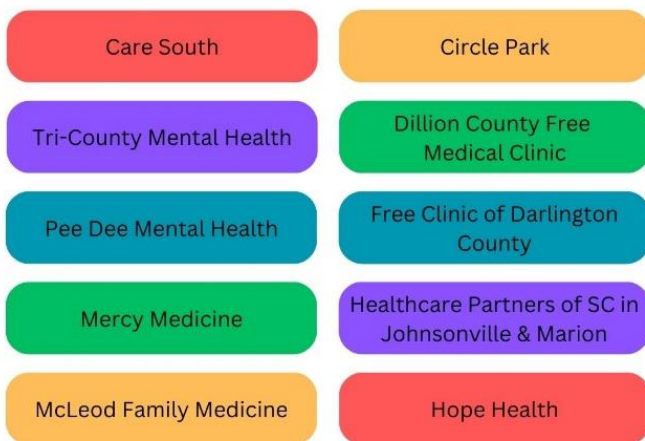 Care South
Circle Park
Tri-County Mental Health
Dillion County Free
Medical Clinic
Pee Dee Mental Health
Free Clinic of Darlington
County
Mercy Medicine
Healthcare Partners of SC in
Johnsonville & Marion
McLeod Family Medicine
Hope Health